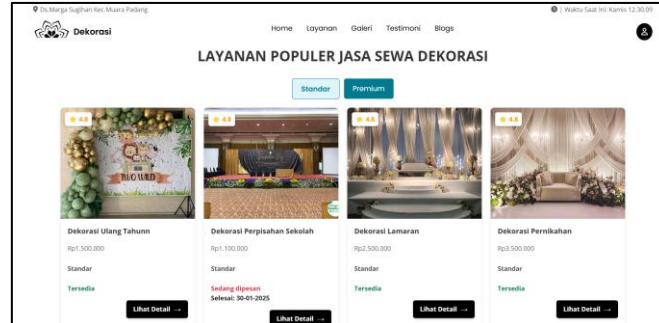 Ds.Marga Sugihan Kec.Muara Padang
| Waktu Saat Ini: Kamis 12.30.09
Dekorasi
Home Layanan Galeri Testimoni Blogs
LAYANAN POPULER JASA SEWA DEKORASI
Standar Premium
4.8 4.8 4.8 4.8
WILD
Dekorasi Ulang Tahunn
Rp1.500.000
Standar
Tersedia
Lihat Detail →
Dekorasi Perpisahan Sekolah
Rp1.100.000
Standar
Sedang dipesan
Selesai: 30-01-2025
Lihat Detail →
Dekorasi Lamaran
Rp2.500.000
Standar
Tersedia
Lihat Detail →
Dekorasi Pernikahan
Rp3.500.000
Standar
Tersedia
Lihat Detail →